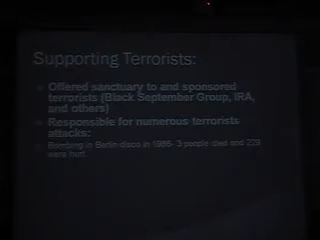 Supporting Terrorists:
Offered sanctuary to and sponsored
terrorists (Black September Group, IRA,
and others)
Responsible for numerous terrorists
attacks:
Bombing in Berlin disco in 1986- 3 people died and 229
were hurt